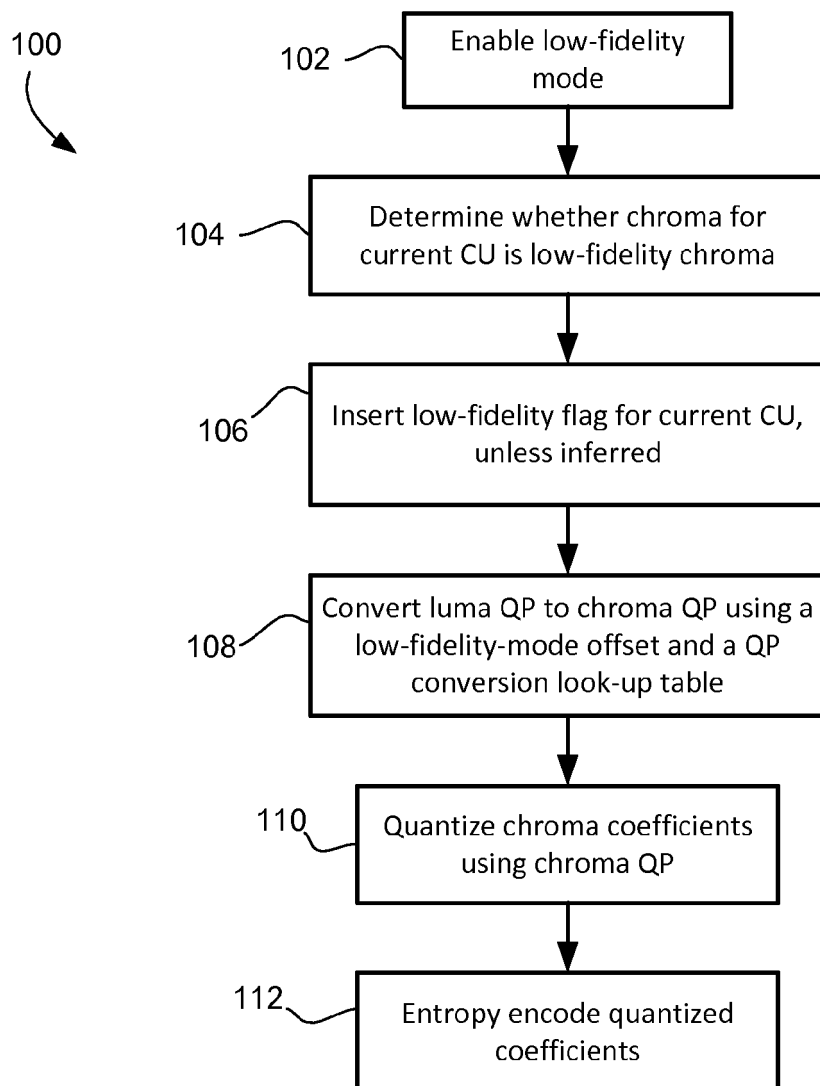 100
102
Enable low-fidelity
mode
104
Determine whether chroma for
current CU is low-fidelity chroma
106
Insert low-fidelity flag for current CU,
unless inferred
108
Convert luma QP to chroma QP using a
low-fidelity-mode offset and a QP
conversion look-up table
110
Quantize chroma coefficients
using chroma QP
112
Entropy encode quantized
coefficients